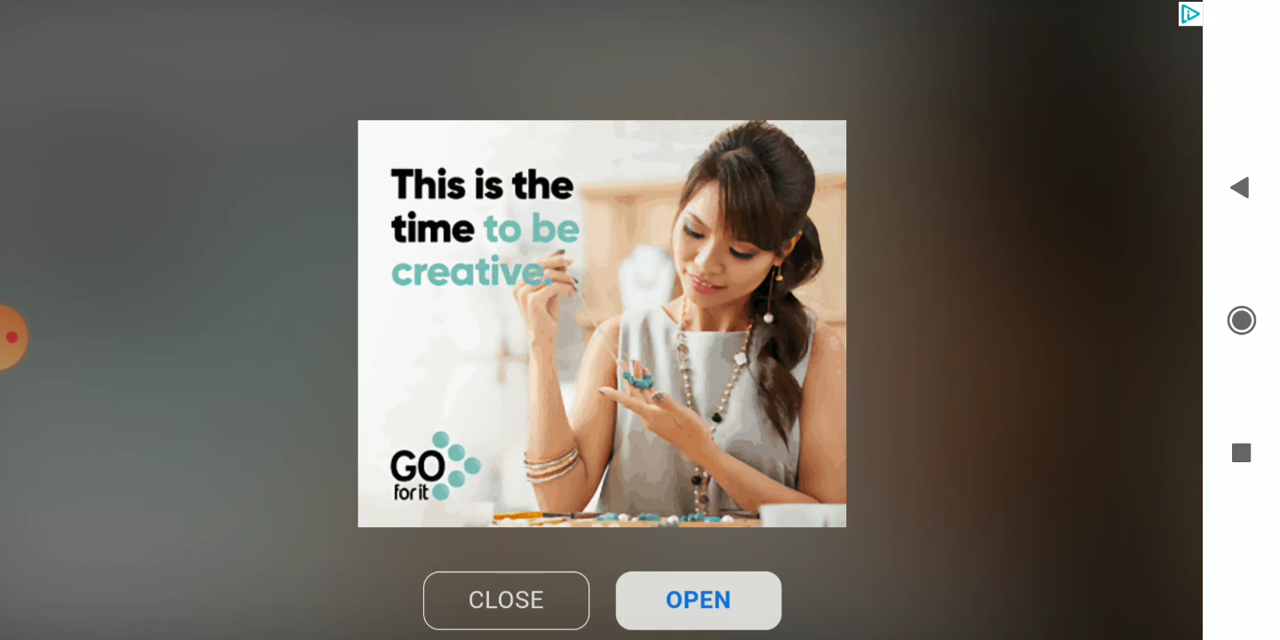 This is the
time to be
creative.
GO
for it
CLOSE
OPEN